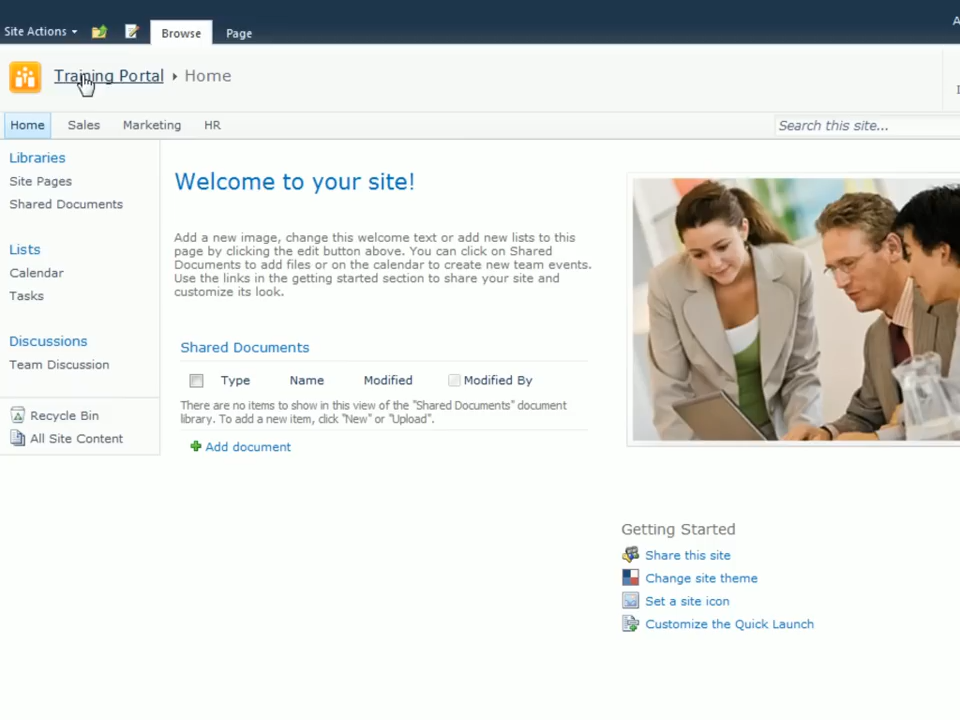 Site Actions
Browse
Page
Training Portal
Home
Home
Sales
Marketing
HR
Search this site...
Libraries
Site Pages
Shared Documents
Lists
Calendar
Tasks
Discussions
Team Discussion
Recycle Bin
All Site Content
Welcome to your site!
Add a new image, change this welcome text or add new lists to this
page by clicking the edit button above. You can click on Shared
Documents to add files or on the calendar to create new team events.
Use the links in the getting started section to share your site and
customize its look.
Shared Documents
Type Name Modified Modified By
There are no items to show in this view of the "Shared Documents" document
library. To add a new item, click "New" or "Upload".
Add document
Getting Started
Share this site
Change site theme
Set a site icon
Customize the Quick Launch